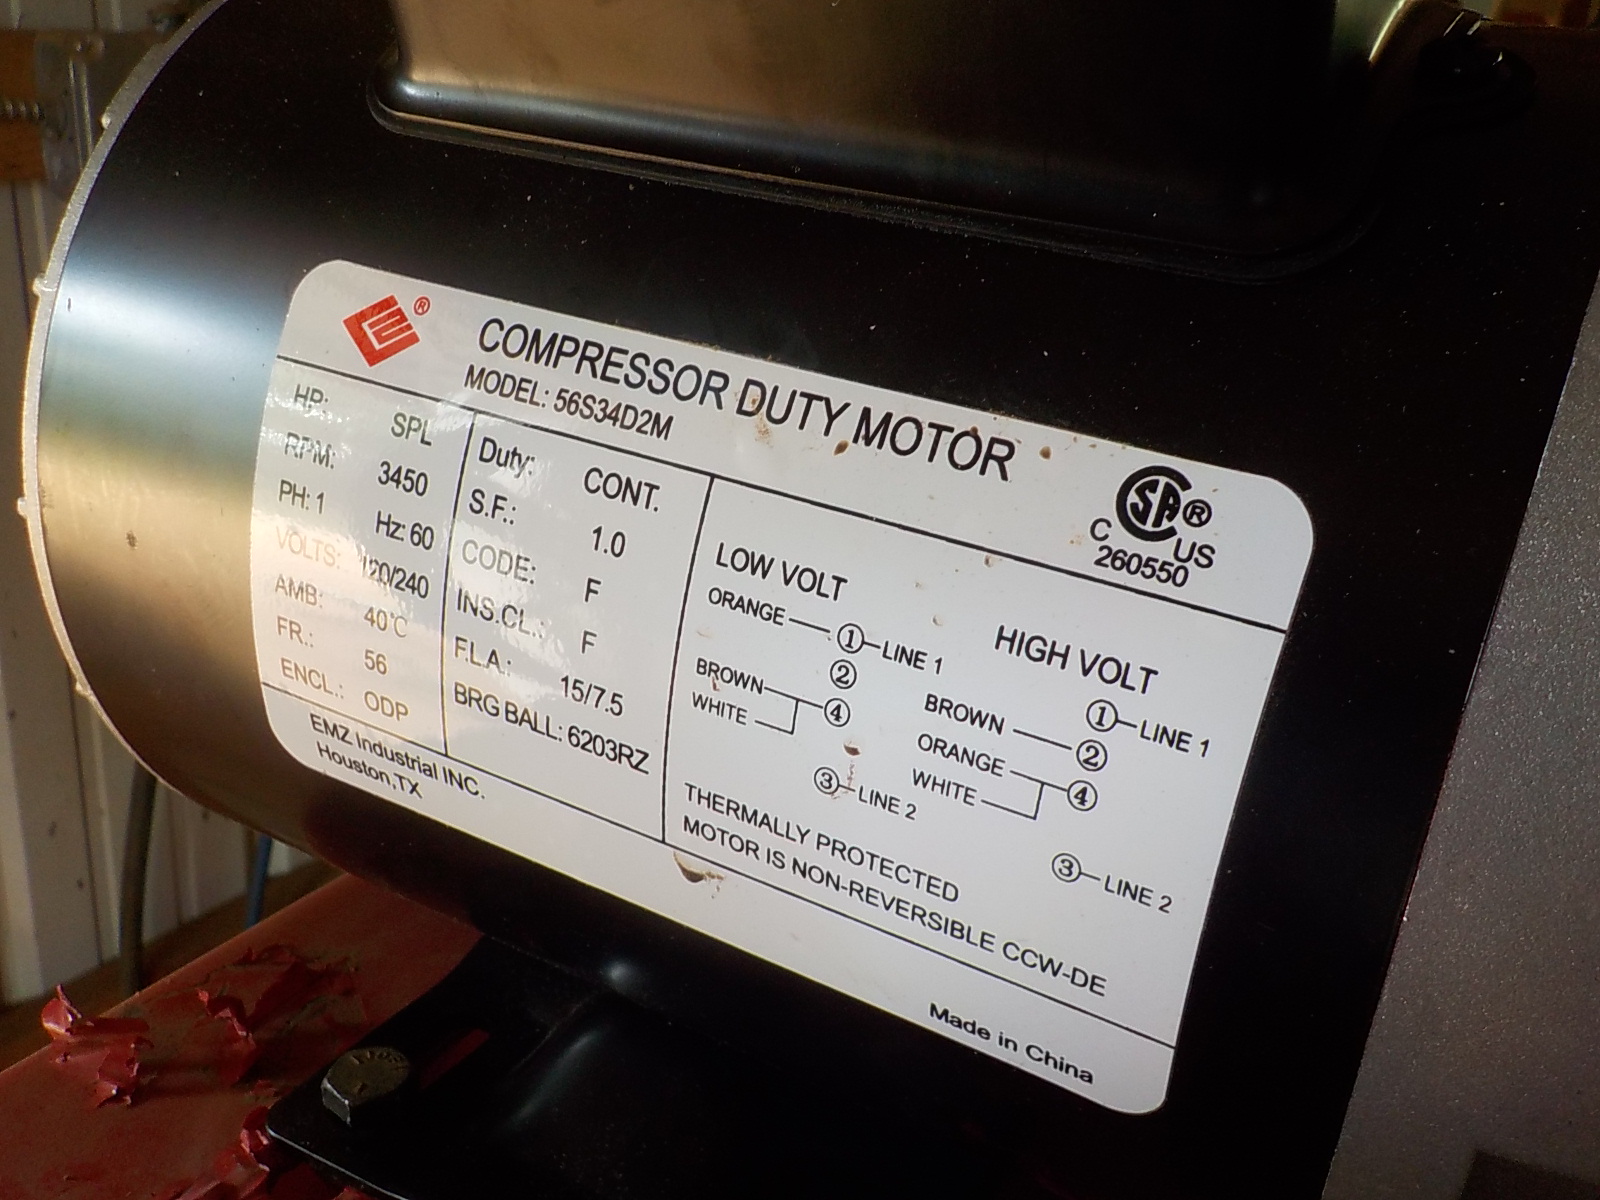 ®
COMPRESSOR DUTY MOTOR
MODEL: 56S34D2M
CSA®
C US
260550
HP: SPL
RPM: 3450
PH: 1 Hz: 60
VOLTS: 120/240
AMB: 40°C
FR.: 56
ENCL.: ODP
Duty: CONT.
S.F.: 1.0
CODE: F
INS.CL.: F
F.L.A.: 15/7.5
BRG BALL: 6203RZ
LOW VOLT
ORANGE ① LINE 1
②
BROWN ④
WHITE
③ LINE 2
HIGH VOLT
① LINE 1
BROWN ②
ORANGE ④
WHITE
③ LINE 2
THERMALLY PROTECTED
MOTOR IS NON-REVERSIBLE CCW-DE
EMZ Industrial INC.
Houston,TX
Made in China